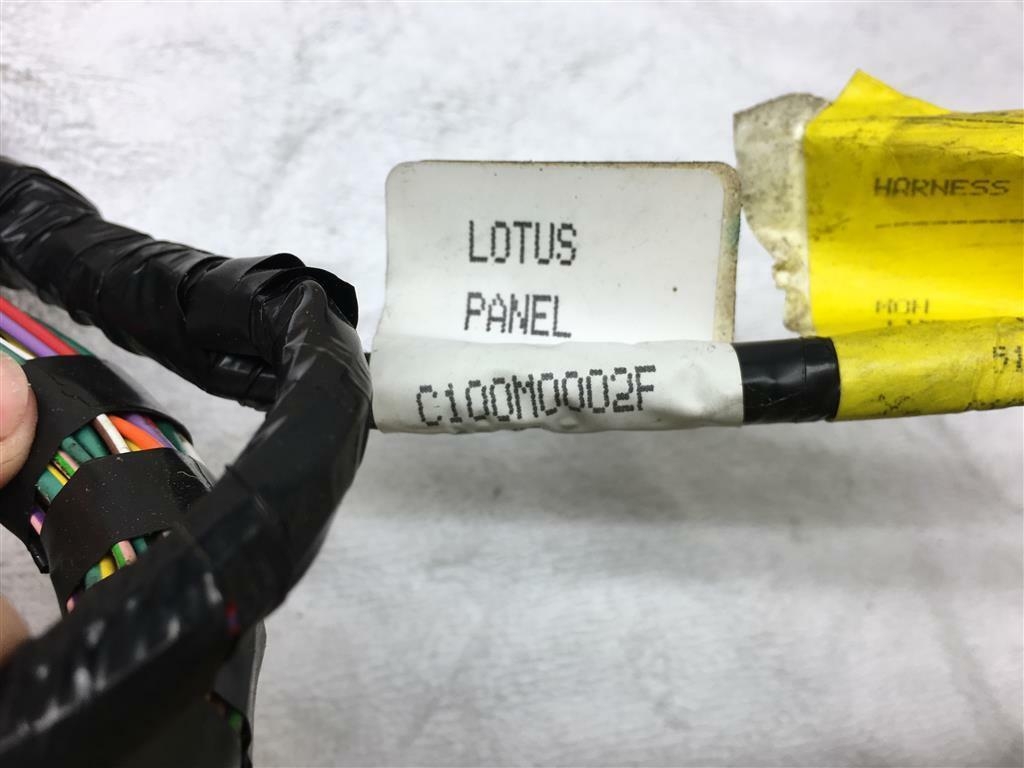 LOTUS
PANEL
C100M0002F
HARNESS